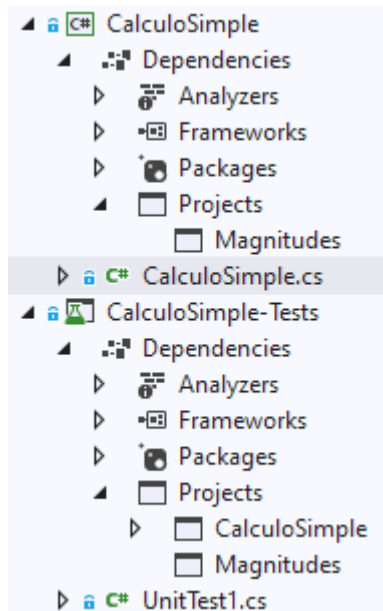 C# CalculoSimple
Dependencies
Analyzers
Frameworks
Packages
Projects
Magnitudes
C# CalculoSimple.cs
CalculoSimple-Tests
Dependencies
Analyzers
Frameworks
Packages
Projects
CalculoSimple
Magnitudes
C# UnitTest1.cs